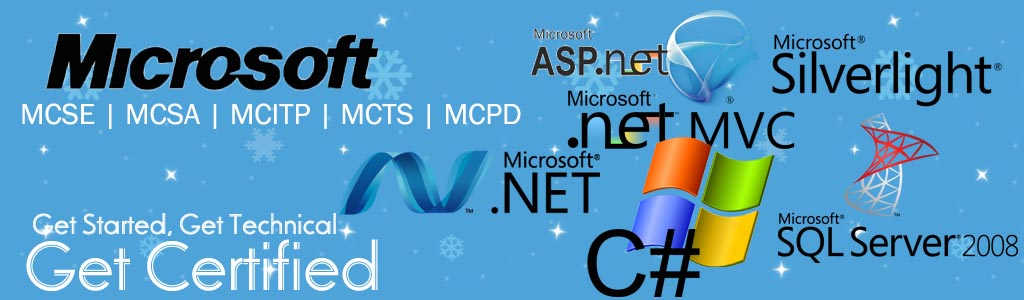 Microsoft
MCSE | MCSA | MCITP | MCTS | MCPD
Get Started, Get Technical
Get Certified
Microsoft
ASP.net
Microsoft®
Silverlight®
Microsoft®
.net MVC
Microsoft®
.NET
C#
Microsoft®
SQL Server® 2008